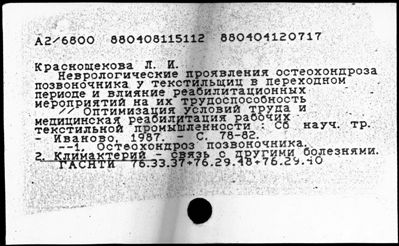 А2/6800 880408115112 880404120717
Краснощекова Л. И.
Неврологические проявления остеохондроза
позвоночника у текстильщиц в переходном
периоде и влияние реабилитационных
мероприятий на их трудоспособность
// Оптимизация условий труда и
медицинская реабилитация рабочих
текстильной промышленности : Сб науч. тр.
- Иваново , 1987. - С. 78-82.
--1. Остеохондроз позвоночника.
2. Климактерий - связь с другими болезнями.
ГАСНТИ 76.33.37+76.29.48+76.29.40